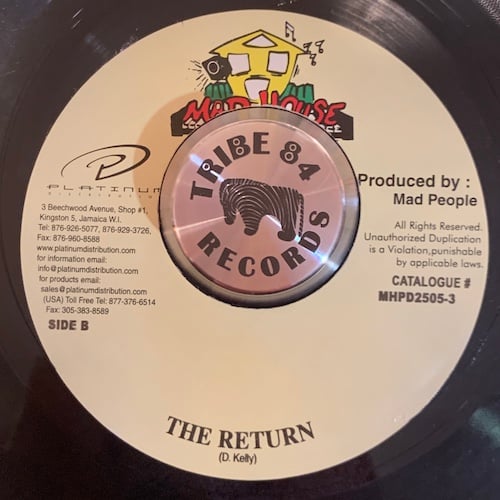 MAD HOUSE
TRIBE 84
RECORDS
PLATINUM
3 Beechwood Avenue, Shop #1,
Kingston 5, Jamaica W.I.
Tel: 876-926-5077, 876-929-3726,
Fax: 876-960-8588
www.platinumdistribution.com
for information email:
info@platinumdistribution.com
for products email:
sales@platinumdistribution.com
(USA) Toll Free Tel: 877-376-6514
Fax: 305-383-8589
SIDE B
Produced by :
Mad People
All Rights Reserved.
Unauthorized Duplication
is a Violation,punishable
by applicable laws.
CATALOGUE #
MHPD2505-3
THE RETURN
(D. Kelly)